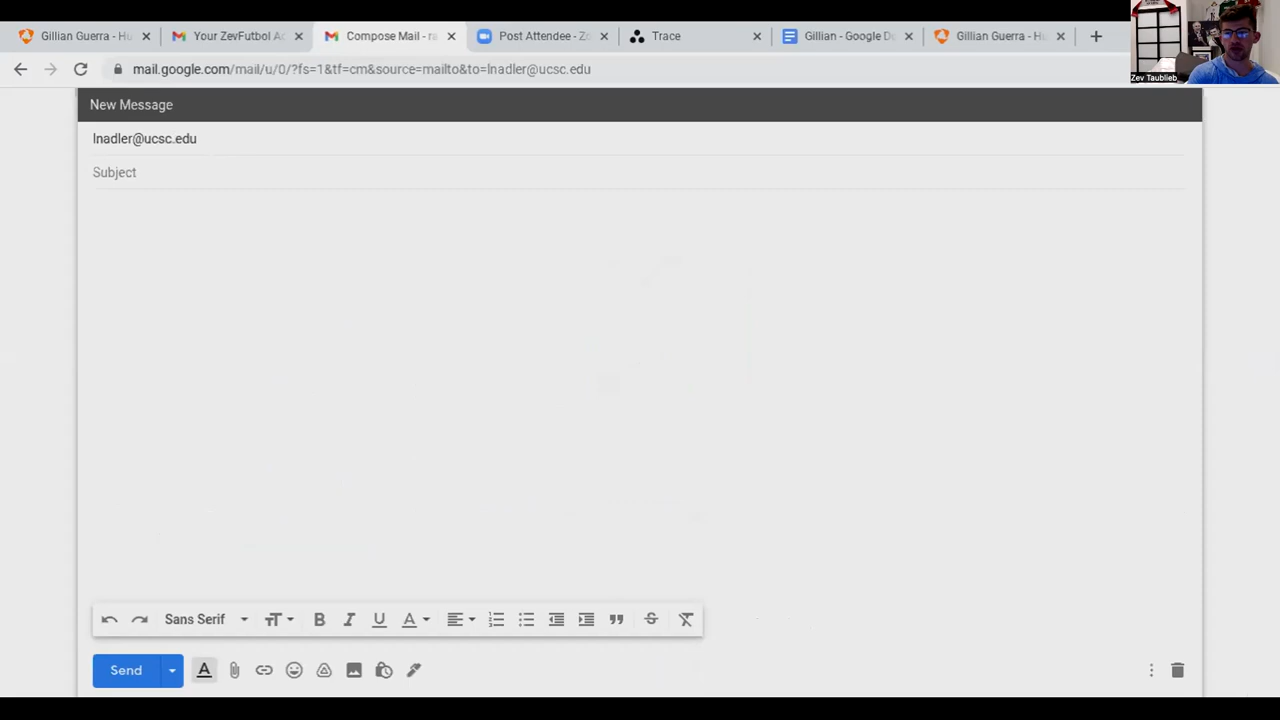 Gillian Guerra - Hu
Your ZevFutbol Ac
Compose Mail - ra
Post Attendee - Zo
Trace
Gillian - Google Do
Gillian Guerra - Hu
mail.google.com/mail/u/0/?fs=1&tf=cm&source=mailto&to=lnadler@ucsc.edu
Zev Taublieb
New Message
lnadler@ucsc.edu
Subject
Sans Serif
Send